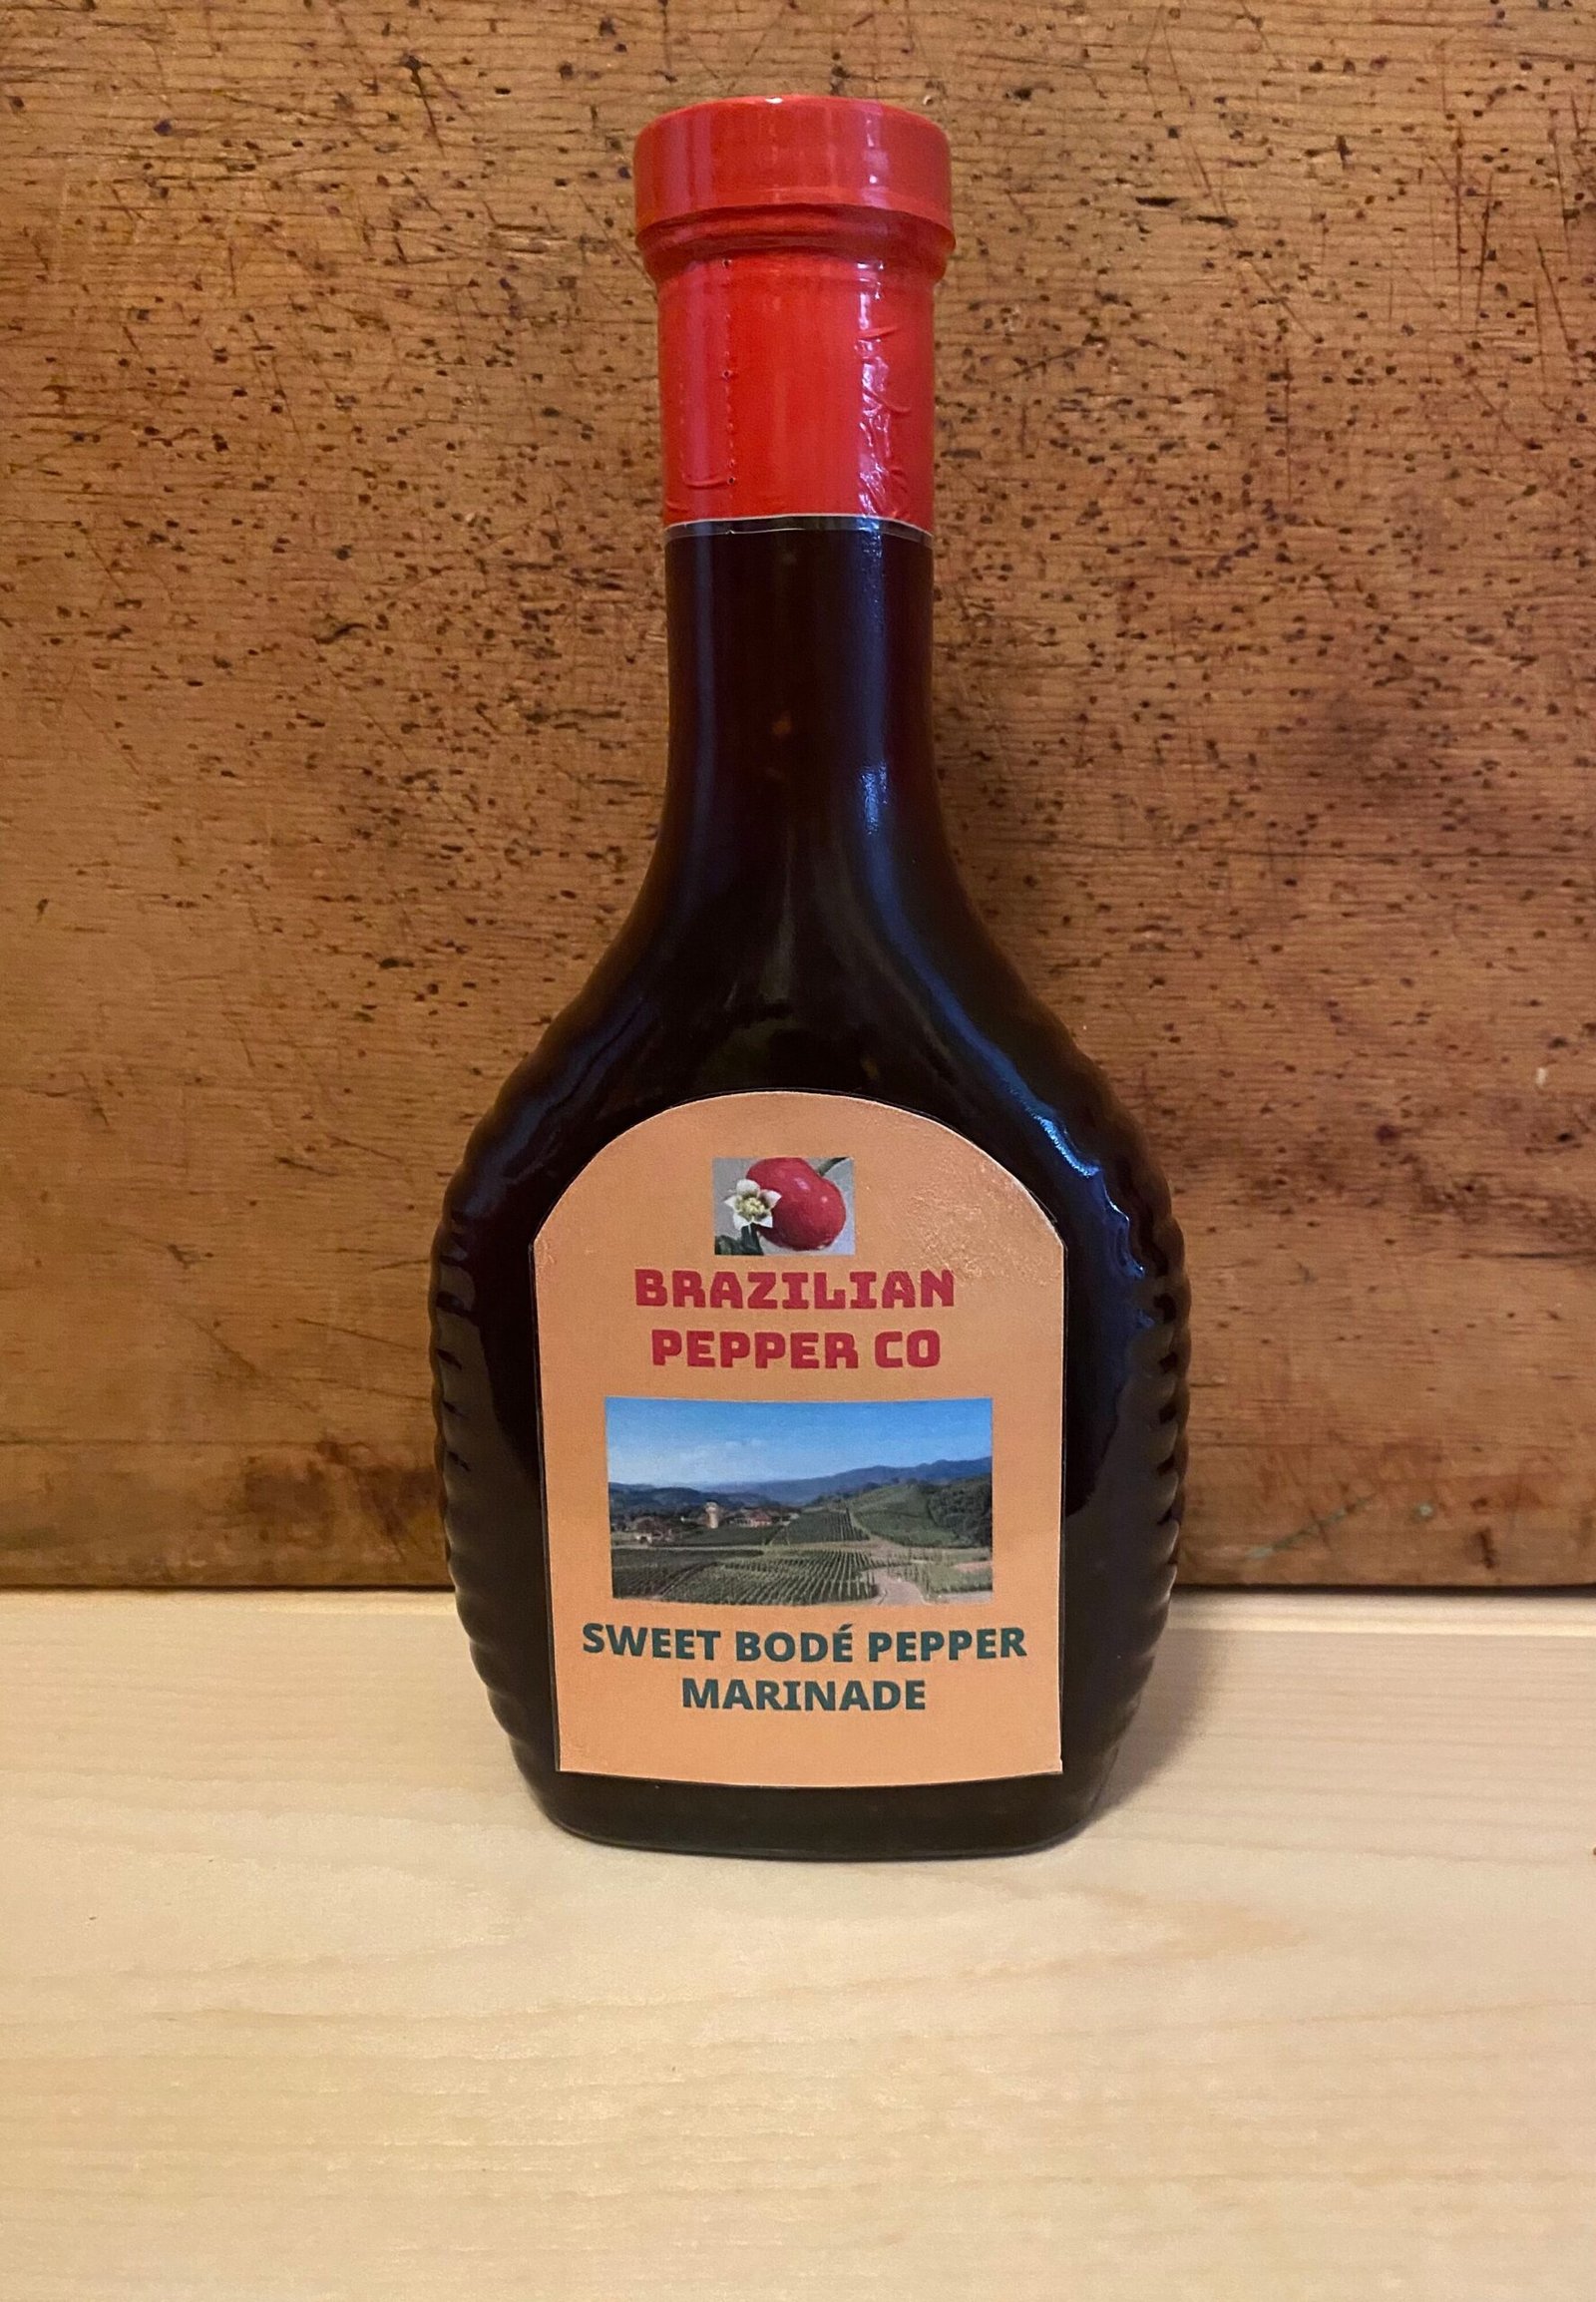 BRAZILIAN
PEPPER CO
SWEET BODÉ PEPPER
MARINADE